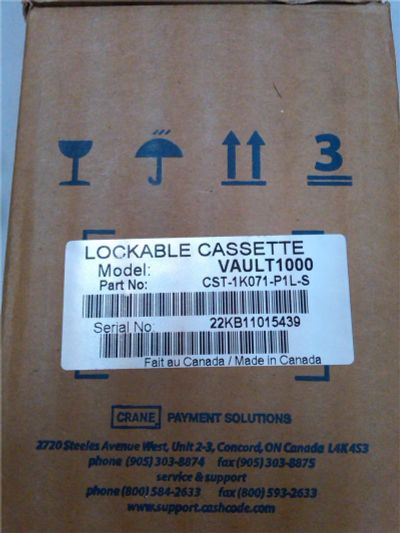 3
LOCKABLE CASSETTE
Model: VAULT1000
Part No: CST-1K071-P1L-S
Serial No: 22KB11015439
Fait au Canada / Made in Canada
CRANE PAYMENT SOLUTIONS
2720 Steeles Avenue West, Unit 2-3, Concord, ON Canada L4K 4S3
phone (905) 303-8874 fax (905) 303-8875
service & support
phone (800) 584-2633 fax (800) 593-2633
www.support.cashcode.com